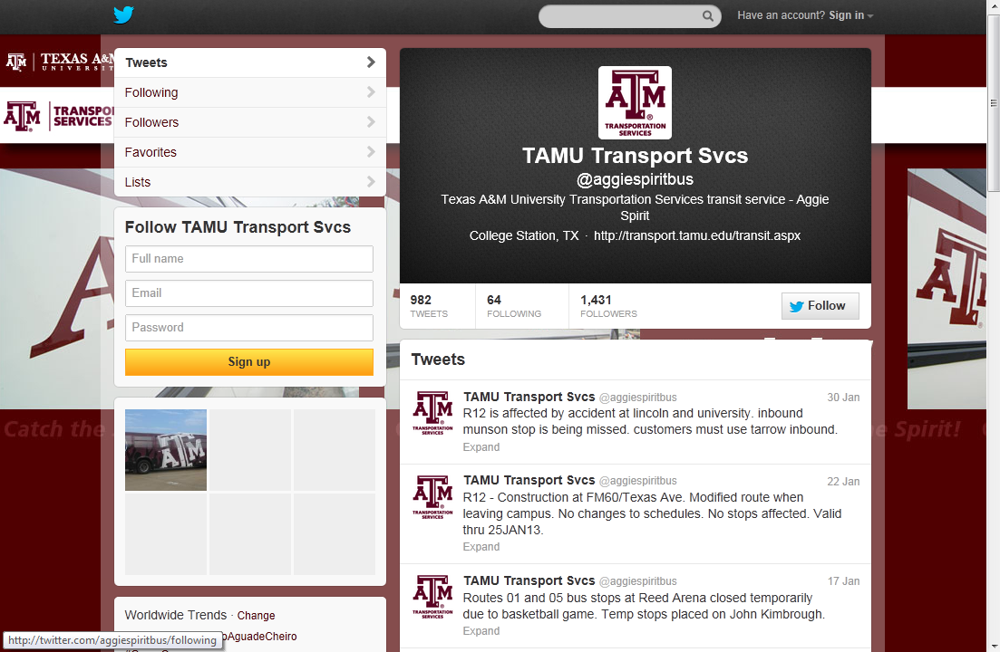 Have an account? Sign in
TEXAS A&M
UNIVERSITY
TRANSPO
SERVICES
Tweets
Following
Followers
Favorites
Lists
Follow TAMU Transport Svcs
Full name
Email
Password
Sign up
Worldwide Trends · Change
oAguadeCheiro
http://twitter.com/aggiespiritbus/following
ATM
TRANSPORTATION
SERVICES
TAMU Transport Svcs
@aggiespiritbus
Texas A&M University Transportation Services transit service - Aggie
Spirit
College Station, TX · http://transport.tamu.edu/transit.aspx
982 TWEETS
64 FOLLOWING
1,431 FOLLOWERS
Follow
Tweets
TAMU Transport Svcs @aggiespiritbus 30 Jan
R12 is affected by accident at lincoln and university. inbound
munson stop is being missed. customers must use tarrow inbound.
Expand
TAMU Transport Svcs @aggiespiritbus 22 Jan
R12 - Construction at FM60/Texas Ave. Modified route when
leaving campus. No changes to schedules. No stops affected. Valid
thru 25JAN13.
Expand
TAMU Transport Svcs @aggiespiritbus 17 Jan
Routes 01 and 05 bus stops at Reed Arena closed temporarily
due to basketball game. Temp stops placed on John Kimbrough.
Expand
Catch the
e Spirit!